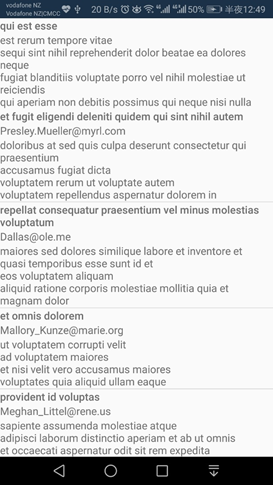 vodafone NZ
Vodafone NZ|CMCC
20 B/s
50%
半夜12:49
qui est esse
est rerum tempore vitae
sequi sint nihil reprehenderit dolor beatae ea dolores
neque
fugiat blanditiis voluptate porro vel nihil molestiae ut
reiciendis
qui aperiam non debitis possimus qui neque nisi nulla
et fugit eligendi deleniti quidem qui sint nihil autem
Presley.Mueller@myrl.com
doloribus at sed quis culpa deserunt consectetur qui
praesentium
accusamus fugiat dicta
voluptatem rerum ut voluptate autem
voluptatem repellendus aspernatur dolorem in
repellat consequatur praesentium vel minus molestias
voluptatum
Dallas@ole.me
maiores sed dolores similique labore et inventore et
quasi temporibus esse sunt id et
eos voluptatem aliquam
aliquid ratione corporis molestiae mollitia quia et
magnam dolor
et omnis dolorem
Mallory_Kunze@marie.org
ut voluptatem corrupti velit
ad voluptatem maiores
et nisi velit vero accusamus maiores
voluptates quia aliquid ullam eaque
provident id voluptas
Meghan_Littel@rene.us
sapiente assumenda molestiae atque
adipisci laborum distinctio aperiam et ab ut omnis
et occaecati aspernatur odit sit rem expedita